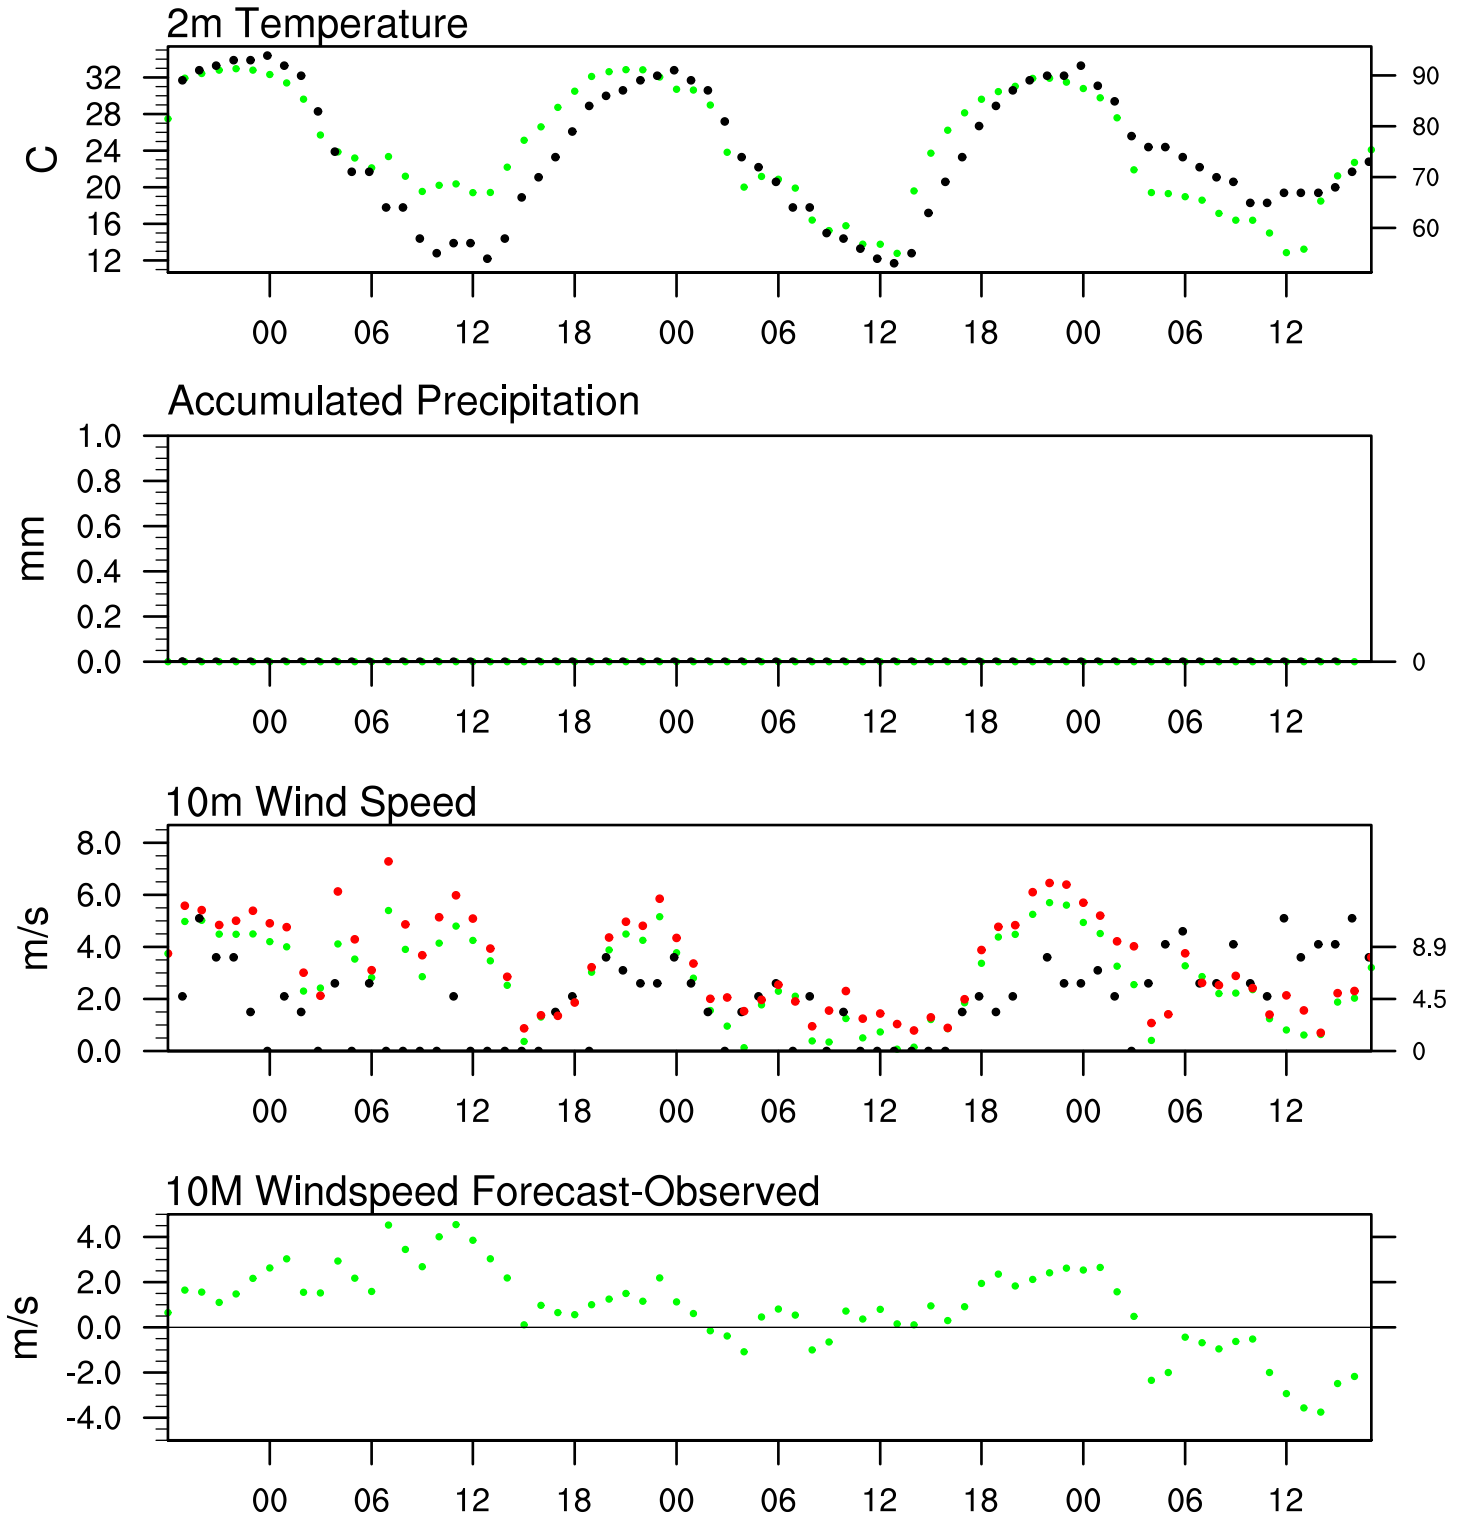 2m Temperature
32
28
24
20
16
12
C
90
80
70
60
00 06 12 18 00 06 12 18 00 06 12
Accumulated Precipitation
1.0
0.8
0.6
0.4
0.2
0.0
mm
0
00 06 12 18 00 06 12 18 00 06 12
10m Wind Speed
8.0
6.0
4.0
2.0
0.0
m/s
8.9
4.5
0
00 06 12 18 00 06 12 18 00 06 12
10M Windspeed Forecast-Observed
4.0
2.0
0.0
-2.0
-4.0
m/s
00 06 12 18 00 06 12 18 00 06 12